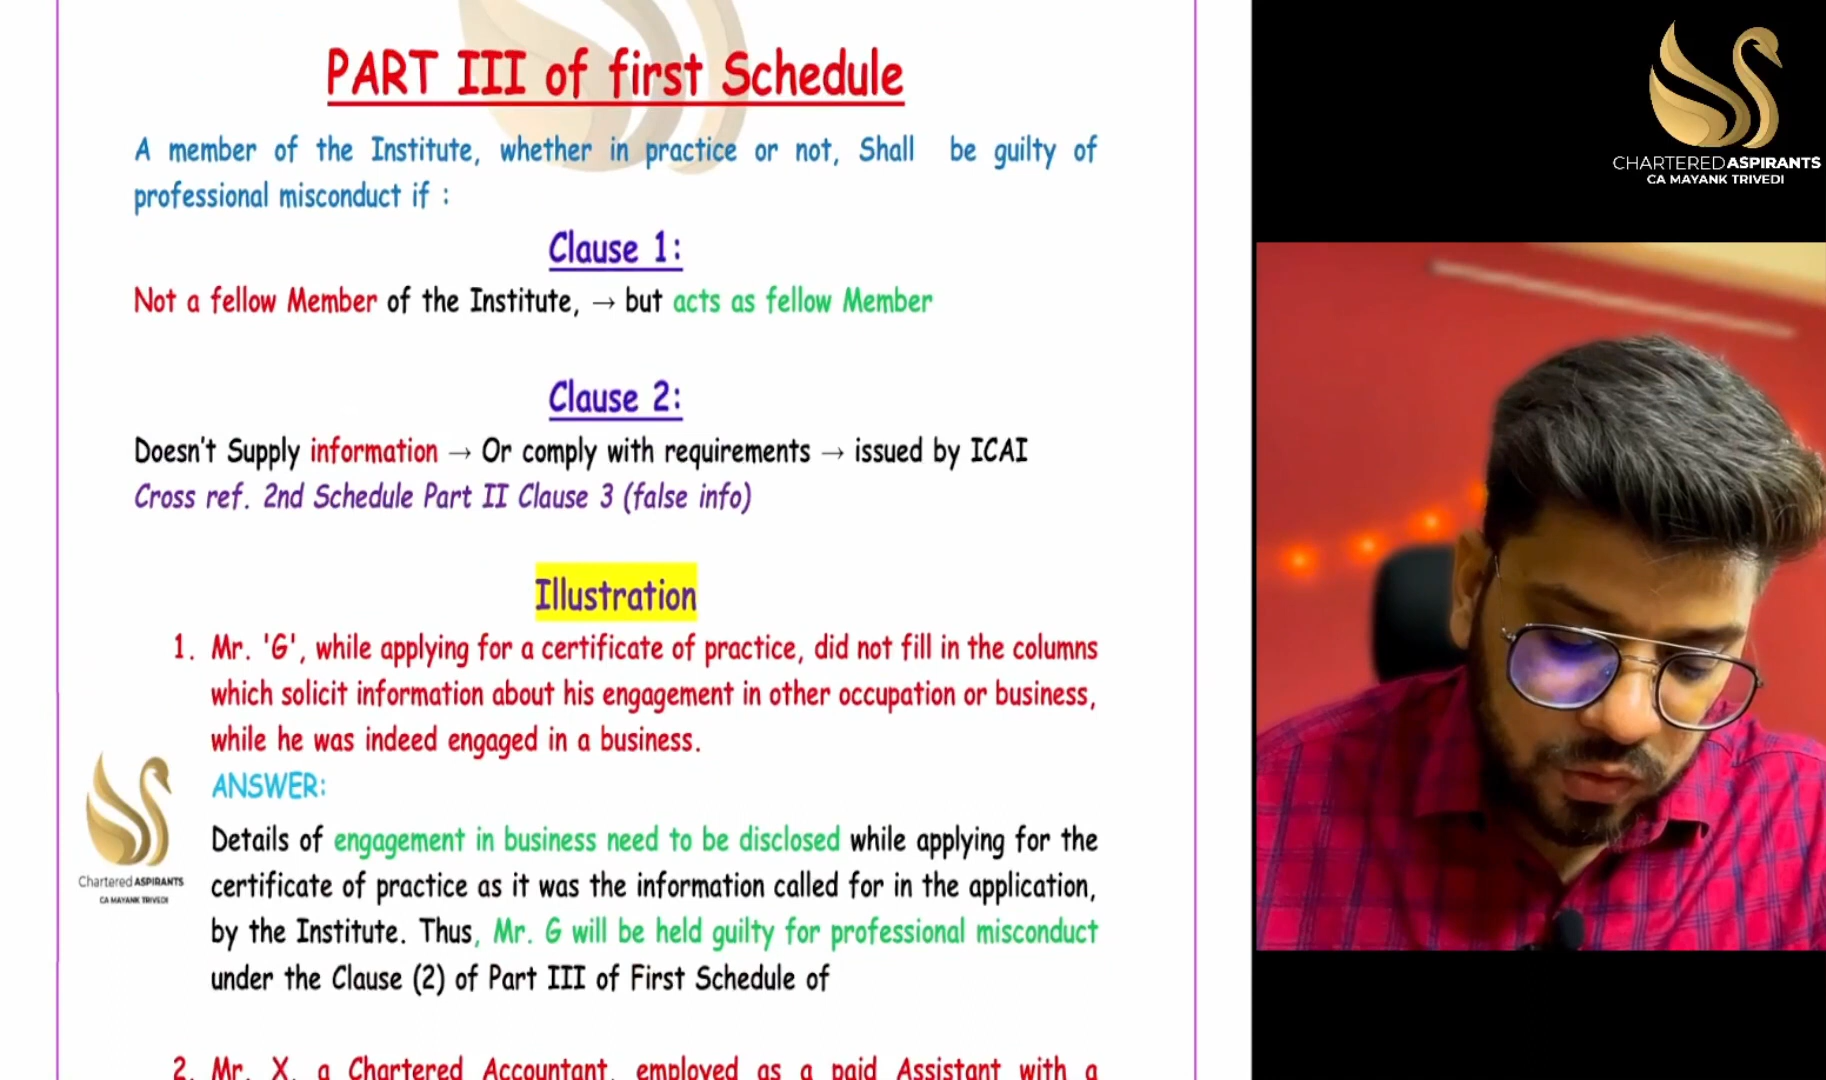 PART III of first Schedule
A member of the Institute, whether in practice or not, Shall be guilty of
professional misconduct if :
Clause 1:
Not a fellow Member of the Institute, → but acts as fellow Member
Clause 2:
Doesn't Supply information → Or comply with requirements → issued by ICAI
Cross ref. 2nd Schedule Part II Clause 3 (false info)
Illustration
1. Mr. 'G', while applying for a certificate of practice, did not fill in the columns
which solicit information about his engagement in other occupation or business,
while he was indeed engaged in a business.
ANSWER:
Details of engagement in business need to be disclosed while applying for the
certificate of practice as it was the information called for in the application,
by the Institute. Thus, Mr. G will be held guilty for professional misconduct
under the Clause (2) of Part III of First Schedule of
2. Mr. X, a Chartered Accountant, employed as a paid Assistant with a
Chartered ASPIRANTS
CA MAYANK TRIVEDI
CHARTERED ASPIRANTS
CA MAYANK TRIVEDI